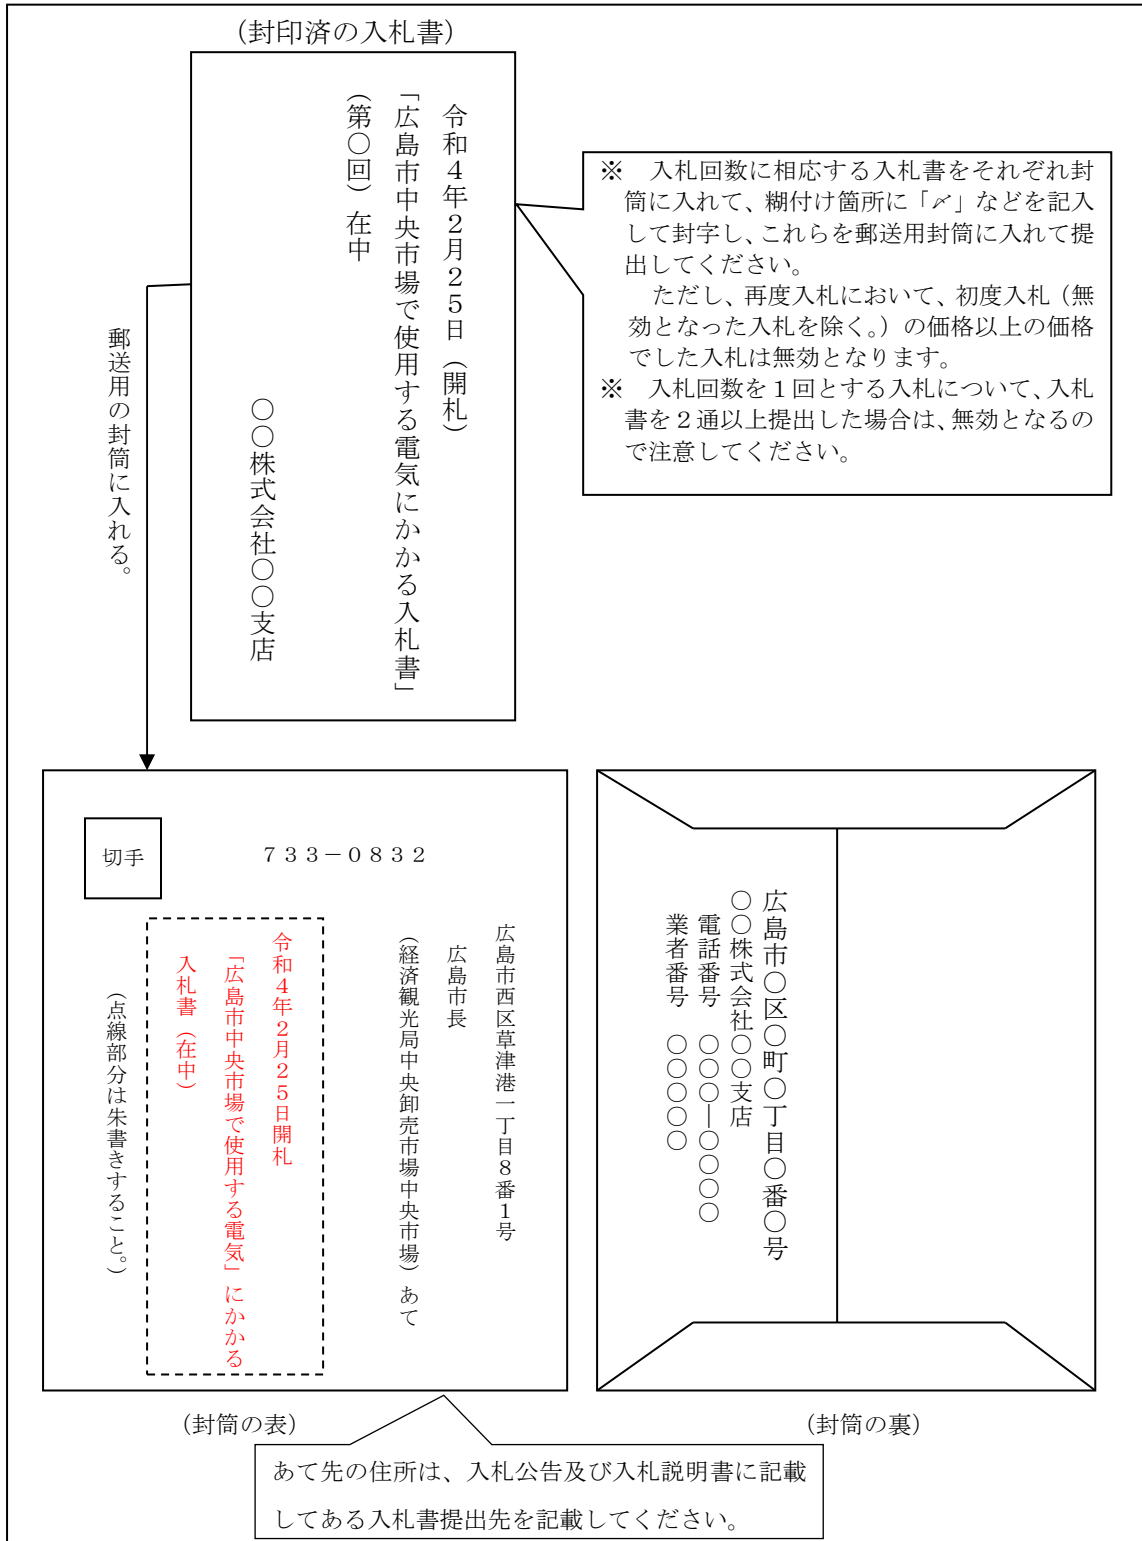 （封印済の入札書）
令和４年２月２５日（開札）
「広島市中央市場で使用する電気にかかる入札書」
（第〇回）在中
〇〇株式会社〇〇支店
※　入札回数に相応する入札書をそれぞれ封
筒に入れて、糊付け箇所に「〆」などを記入
して封字し、これらを郵送用封筒に入れて提
出してください。
ただし、再度入札において、初度入札（無
効となった入札を除く。）の価格以上の価格
でした入札は無効となります。
※　入札回数を１回とする入札について、入札
書を２通以上提出した場合は、無効となるの
で注意してください。
郵送用の封筒に入れる。
切手
７３３－０８３２
広島市西区草津港一丁目８番１号
広島市長
（経済観光局中央卸売市場中央市場）あて
令和４年２月２５日開札
「広島市中央市場で使用する電気」にかかる
入札書（在中）
（点線部分は朱書きすること。）
広島市〇区〇町〇丁目〇番〇号
〇〇株式会社〇〇支店
電話番号　〇〇〇―〇〇〇〇
業者番号　〇〇〇〇〇
（封筒の表）
（封筒の裏）
あて先の住所は、入札公告及び入札説明書に記載
してある入札書提出先を記載してください。